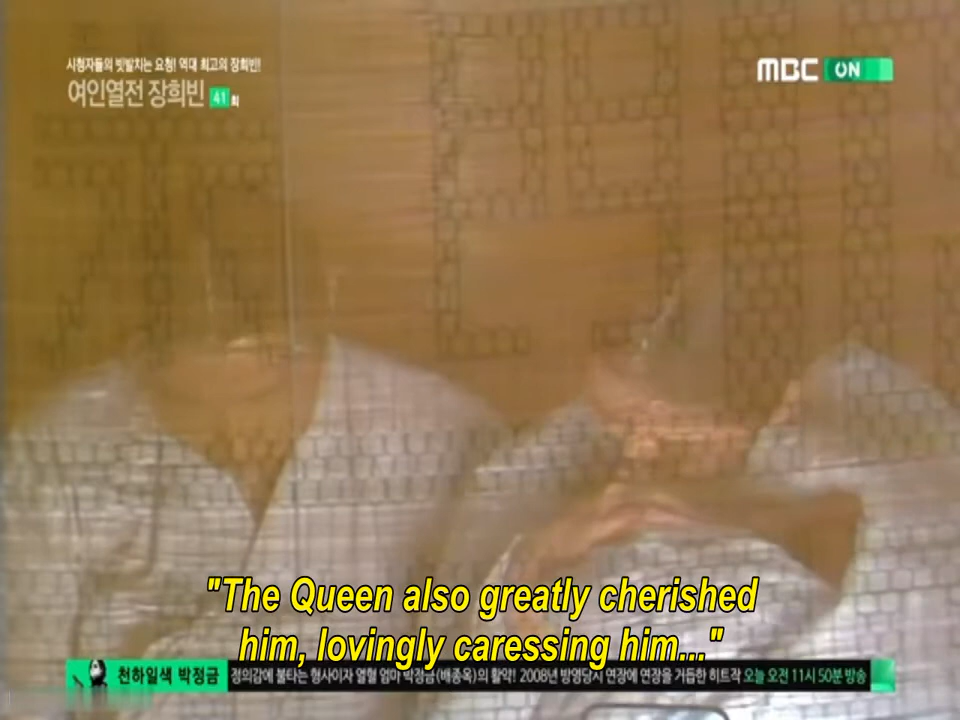 시청자들의 빗발치는 요청! 역대 최고의 장희빈!
여인열전 장희빈 41회
MBC ON
"The Queen also greatly cherished
him, lovingly caressing him..."
천하일색 박정금 정의감에 불타는 형사이자 열혈 엄마 박정금(배종옥)의 활약! 2008년 방영당시 연장에 연장을 거듭한 히트작 오늘 오전 11시 50분 방송